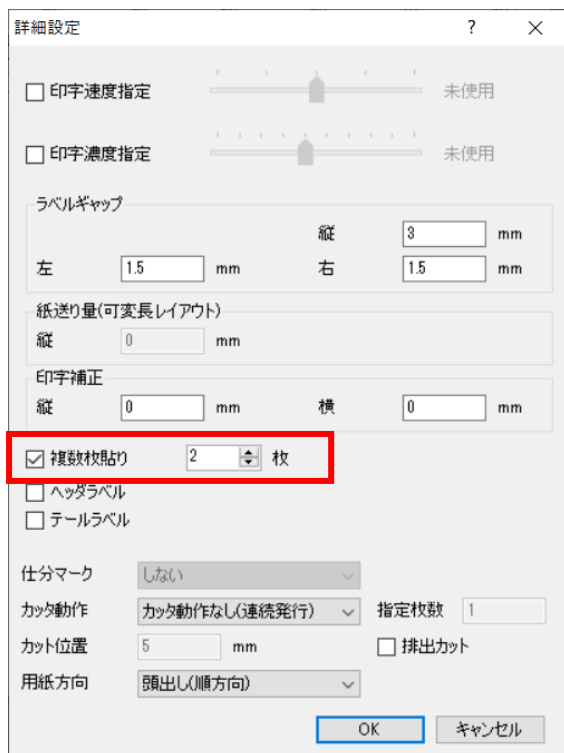 詳細設定 ? ×
印字速度指定 未使用
印字濃度指定 未使用
ラベルギャップ
縦 3 mm
左 1.5 mm 右 1.5 mm
紙送り量(可変長レイアウト)
縦 0 mm
印字補正
縦 0 mm 横 0 mm
複数枚貼り 2 枚
ヘッダラベル
テールラベル
仕分マーク しない
カッタ動作 カッタ動作なし(連続発行) 指定枚数 1
カット位置 5 mm 排出カット
用紙方向 頭出し(順方向)
OK キャンセル